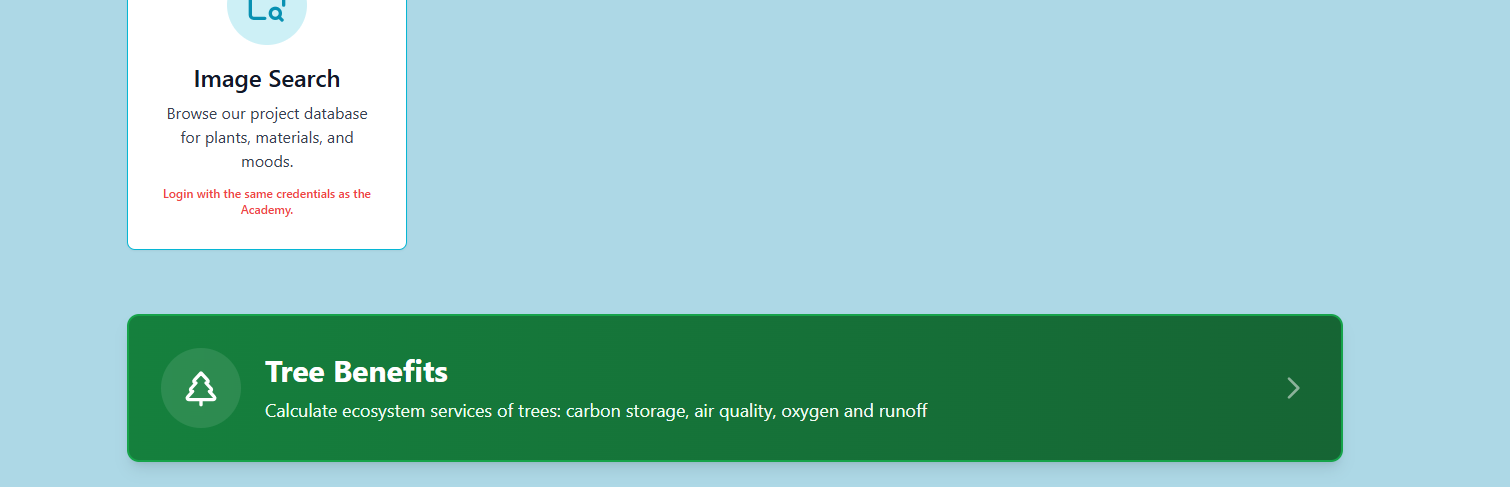 Image Search
Browse our project database
for plants, materials, and
moods.
Login with the same credentials as the
Academy.
Tree Benefits
Calculate ecosystem services of trees: carbon storage, air quality, oxygen and runoff